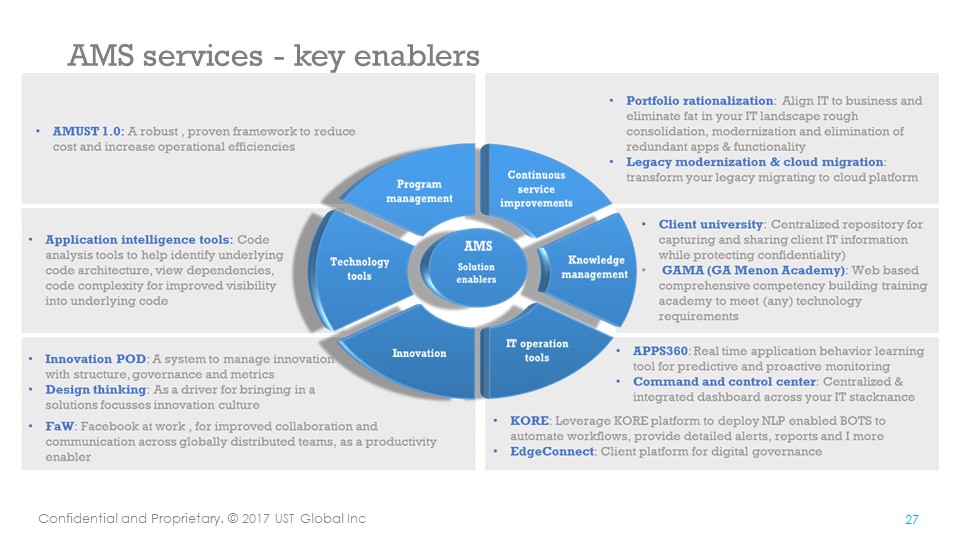 AMS services - key enablers
• AMUST 1.0: A robust , proven framework to reduce
cost and increase operational efficiencies
• Portfolio rationalization: Align IT to business and
eliminate fat in your IT landscape rough
consolidation, modernization and elimination of
redundant apps & functionality
• Legacy modernization & cloud migration:
transform your legacy migrating to cloud platform
Program
management
Continuous
service
improvements
• Application intelligence tools: Code
analysis tools to help identify underlying
code architecture, view dependencies,
code complexity for improved visibility
into underlying code
Technology
tools
AMS
Solution
enablers
Knowledge
management
• Client university: Centralized repository for
capturing and sharing client IT information
while protecting confidentiality)
• GAMA (GA Menon Academy): Web based
comprehensive competency building training
academy to meet (any) technology
requirements
Innovation
IT operation
tools
• Innovation POD: A system to manage innovation
with structure, governance and metrics
• Design thinking: As a driver for bringing in a
solutions focusses innovation culture
• FaW: Facebook at work , for improved collaboration and
communication across globally distributed teams, as a productivity
enabler
• APPS360: Real time application behavior learning
tool for predictive and proactive monitoring
• Command and control center: Centralized &
integrated dashboard across your IT stacknance
• KORE: Leverage KORE platform to deploy NLP enabled BOTS to
automate workflows, provide detailed alerts, reports and I more
• EdgeConnect: Client platform for digital governance
Confidential and Proprietary. © 2017 UST Global Inc
27